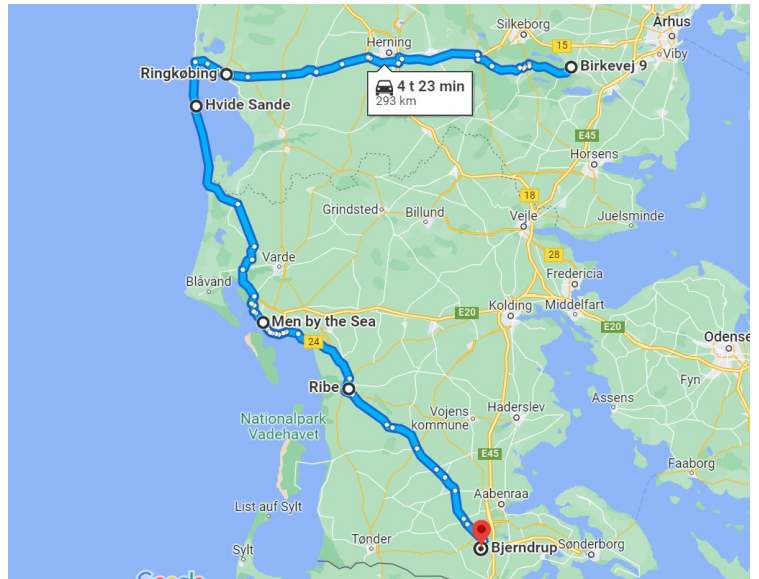 Silkeborg
Århus
Herning
15
Viby
Ringkøbing
Birkevej 9
4 t 23 min
293 km
Hvide Sande
E45
Horsens
18
Grindsted
Billund
Vejle
Juelsminde
28
Varde
Fredericia
Blåvand
Kolding
Middelfart
E20
Men by the Sea
E20
24
Odense
Ribe
Fyn
Vojens
kommune
Haderslev
Assens
Nationalpark
Vadehavet
E45
Faaborg
Aabenraa
List auf Sylt
Tønder
Bjerndrup
Sønderborg
Sylt
Google